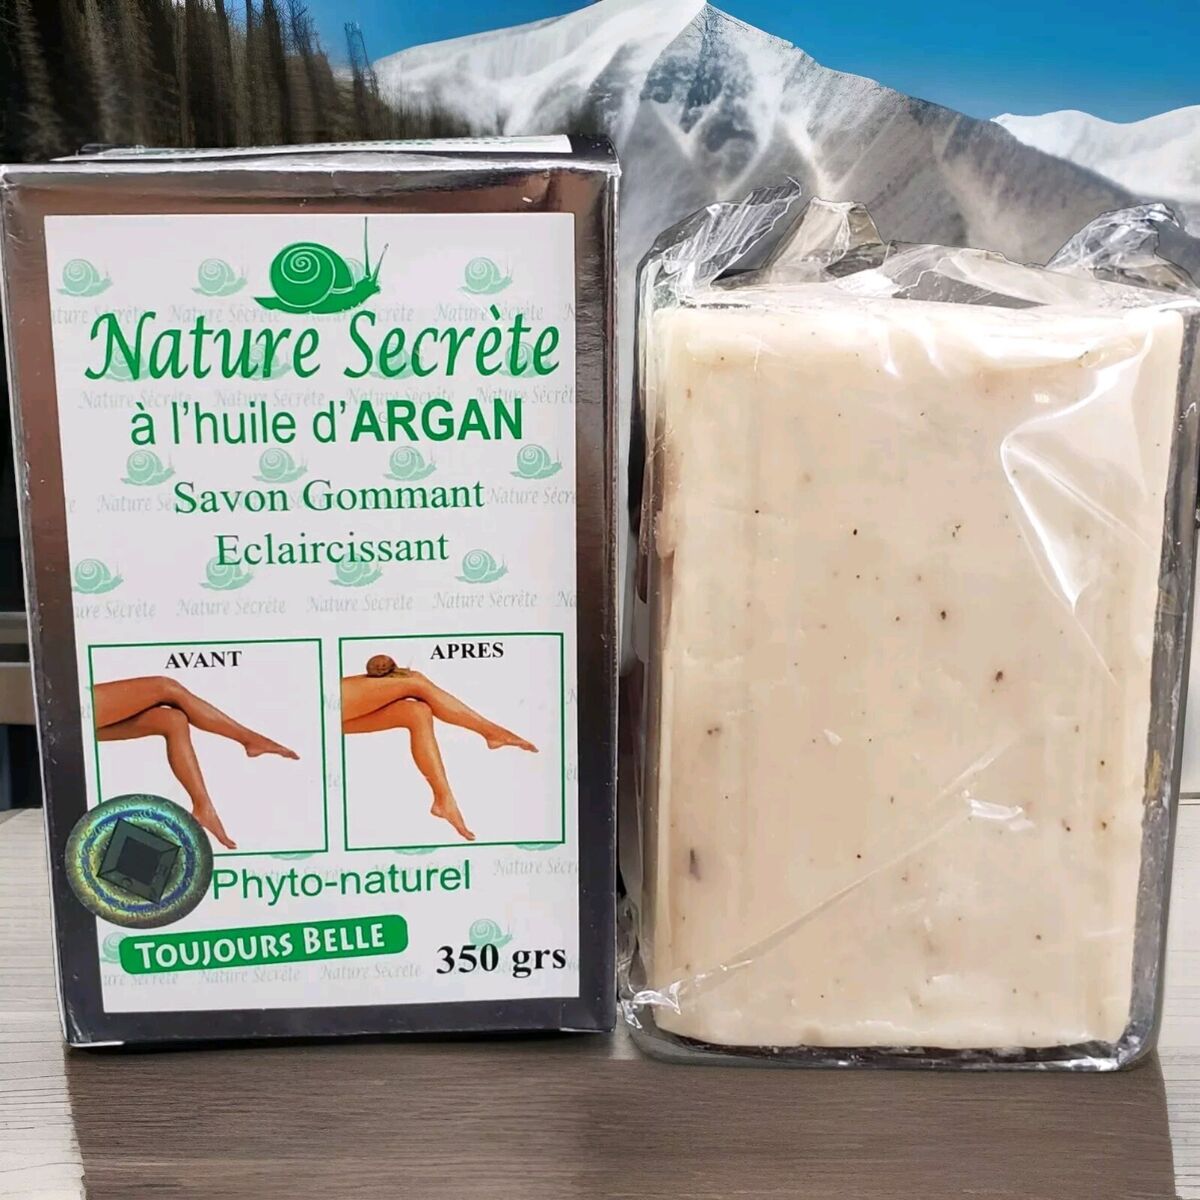 Nature Secrète
à l'huile d'ARGAN
Savon Gommant
Eclaircissant
AVANT
APRES
Phyto-naturel
TOUJOURS BELLE
350 grs